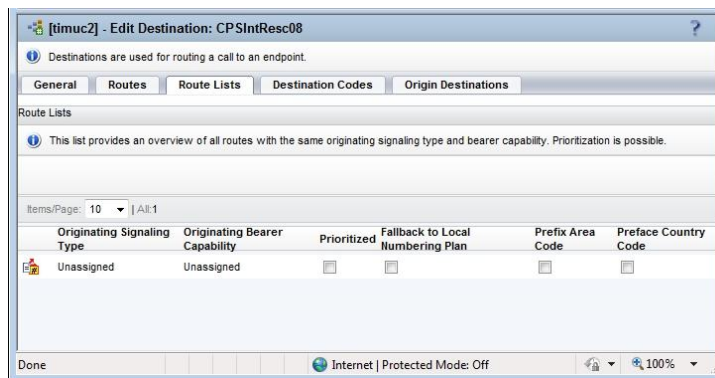 [timuc2] - Edit Destination: CPSIntResc08
?
Destinations are used for routing a call to an endpoint.
General Routes Route Lists Destination Codes Origin Destinations
Route Lists
This list provides an overview of all routes with the same originating signaling type and bearer capability. Prioritization is possible.
Items/Page: 10 | All:1
Originating Signaling Type Originating Bearer Capability Prioritized Fallback to Local Numbering Plan Prefix Area Code Preface Country Code
Unassigned Unassigned
Done Internet | Protected Mode: Off 100%